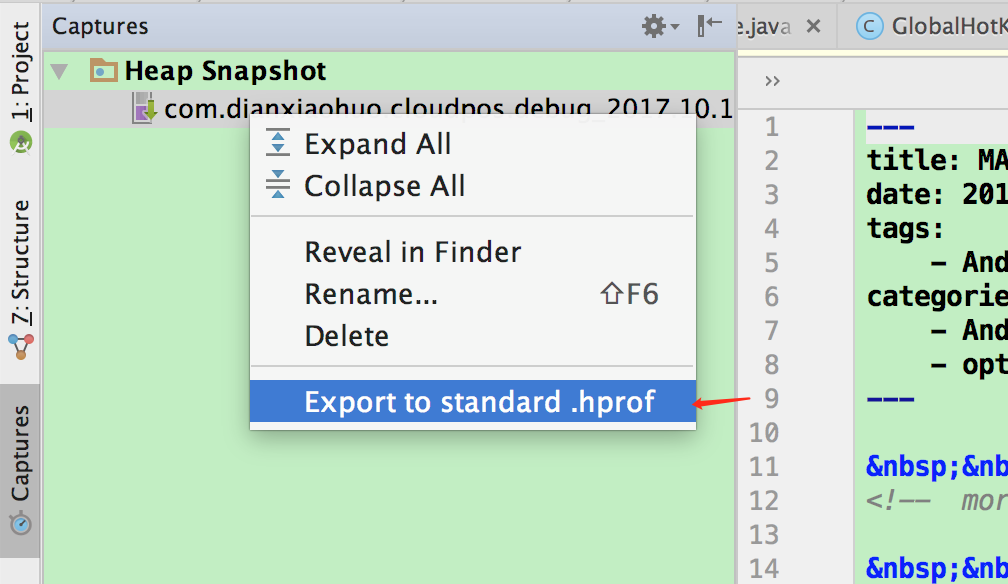 1: Project
Z: Structure
Captures
Captures
Heap Snapshot
com.dianxiaohuo.cloudpos.debug_2017.10.1
Expand All
Collapse All
Reveal in Finder
Rename... ⇧F6
Delete
Export to standard .hprof
e.java × C GlobalHotK
»
1 ---
2 title: MA
3 date: 201
4 tags:
5 - And
6 categorie
7 - And
8 - opt
9 ---
10
11 &nbsp;&nb
12 <!-- mor
13
14 &nbsp;&nb